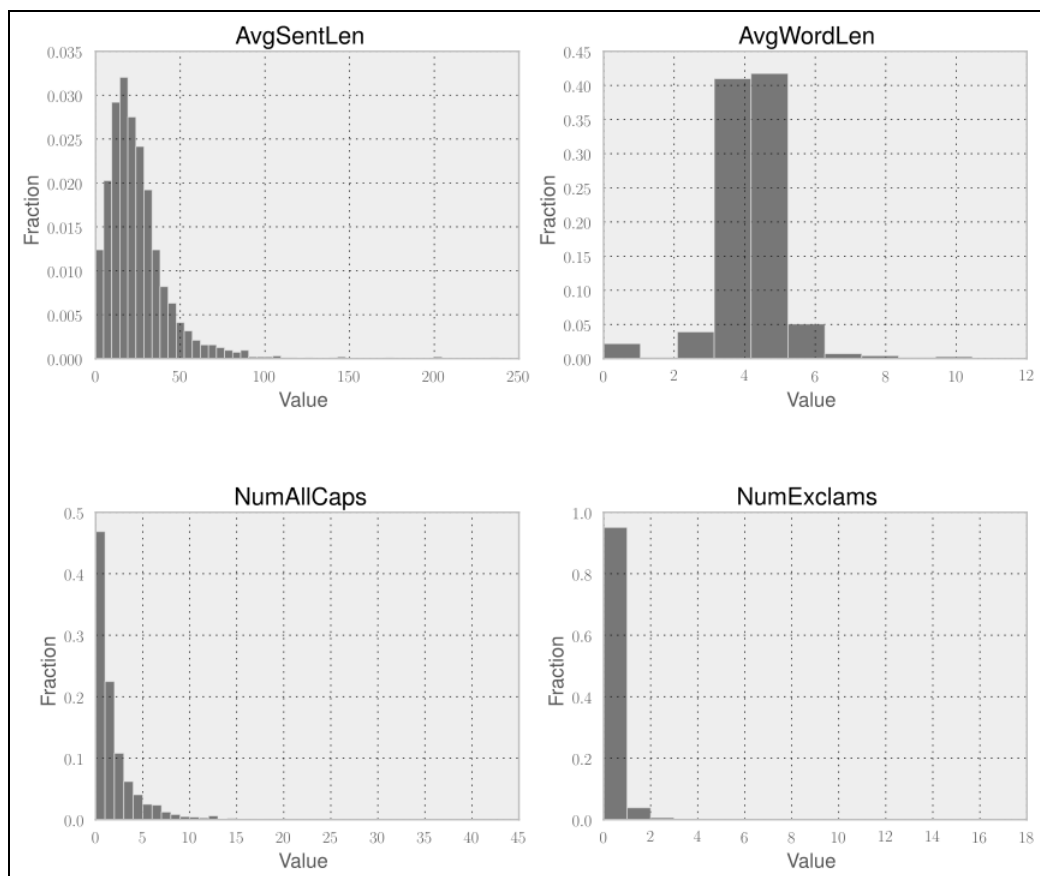 AvgSentLen
0.035
0.030
0.025
0.020
0.015
0.010
0.005
0.000
Fraction
0 50 100 150 200 250
Value
AvgWordLen
0.45
0.40
0.35
0.30
0.25
0.20
0.15
0.10
0.05
0.00
Fraction
0 2 4 6 8 10 12
Value
NumAllCaps
0.5
0.4
0.3
0.2
0.1
0.0
Fraction
0 5 10 15 20 25 30 35 40 45
Value
NumExclams
1.0
0.8
0.6
0.4
0.2
0.0
Fraction
0 2 4 6 8 10 12 14 16 18
Value